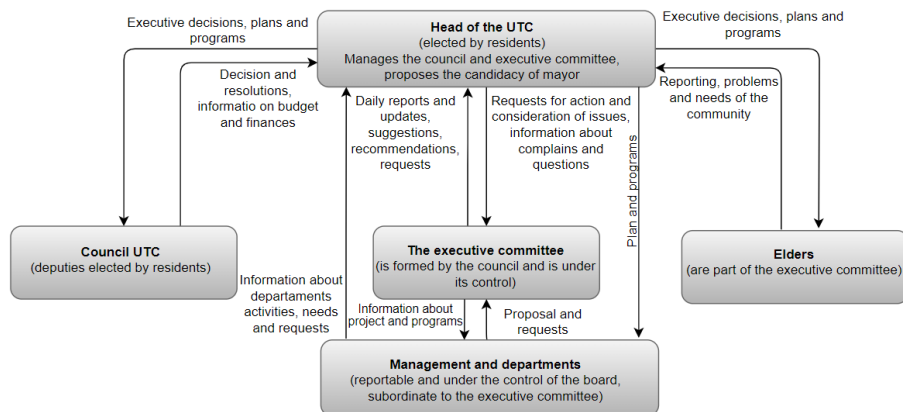 Executive decisions, plans and
programs
Head of the UTC
(elected by residents)
Manages the council and executive committee,
proposes the candidacy of mayor
Executive decisions, plans and
programs
Decision and
resolutions,
informatio on budget
and finances
Daily reports and
updates,
suggestions,
recommendations,
requests
Requests for action and
consideration of issues,
information about
complains and
questions
Plan and programs
Reporting, problems
and needs of the
community
Council UTC
(deputies elected by residents)
The executive committee
(is formed by the council and is under
its control)
Elders
(are part of the executive committee)
Information about
departaments
activities, needs
and requests
Information about
project and programs
Proposal and
requests
Management and departments
(reportable and under the control of the board,
subordinate to the executive committee)